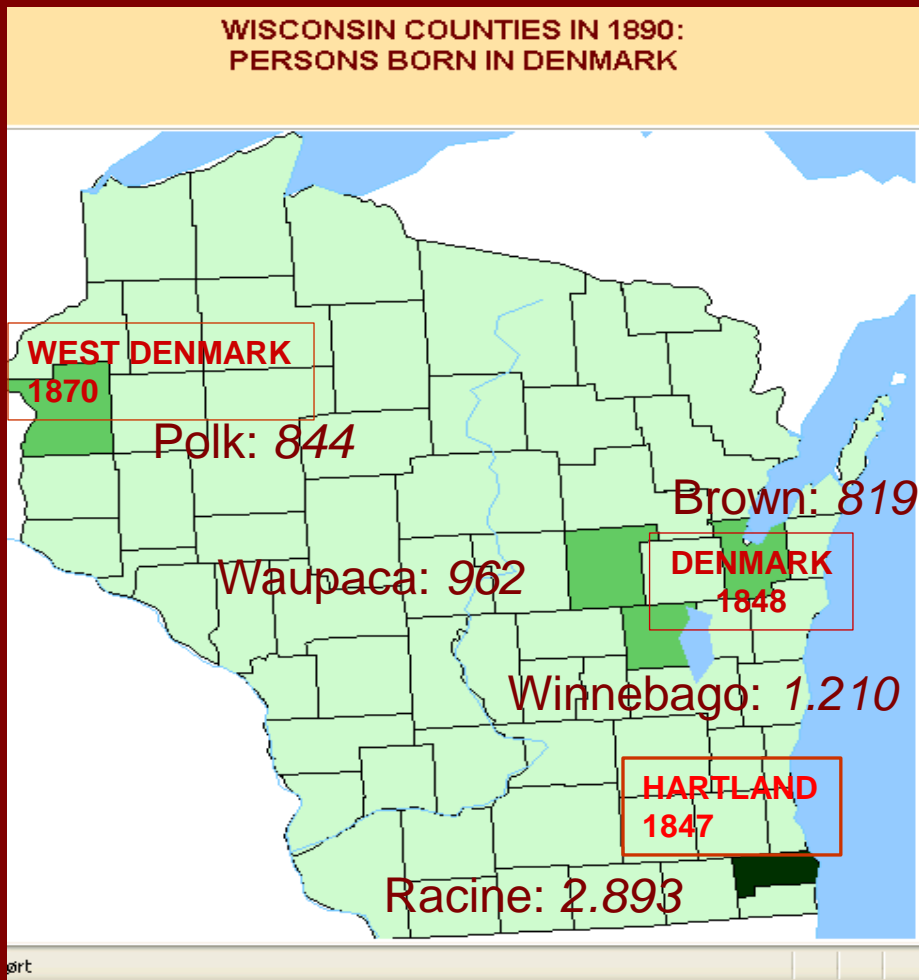 WISCONSIN COUNTIES IN 1890:
PERSONS BORN IN DENMARK
WEST DENMARK
1870
Polk: 844
Brown: 819
DENMARK
1848
Waupaca: 962
Winnebago: 1.210
HARTLAND
1847
Racine: 2.893
ørt